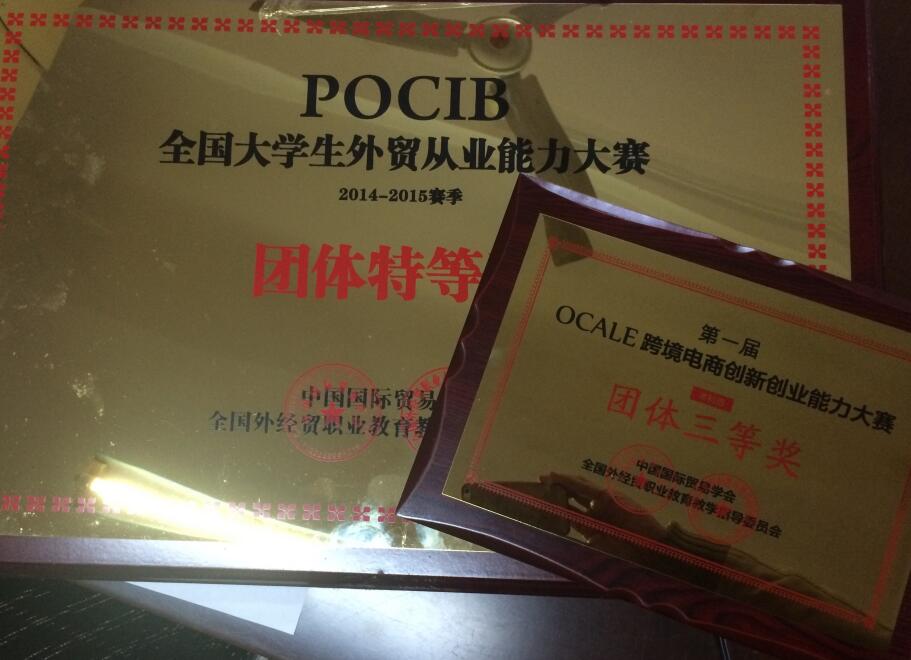 POCIB
全国大学生外贸从业能力大赛
2014-2015赛季
团体特等
中国国际贸易
全国外经贸职业教育教
第一届
OCALE 跨境电商创新创业能力大赛
团体三等奖
中国国际贸易学会
全国外经贸职业教育教学指导委员会